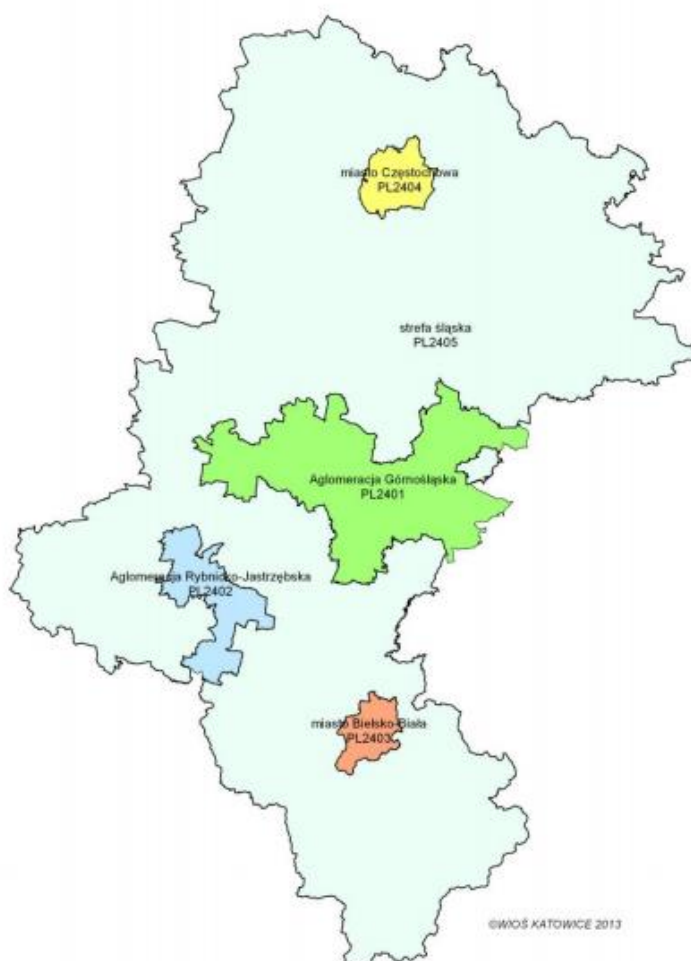 miasto Częstochowa
PL2404
strefa śląska
PL2405
Aglomeracja Górnośląska
PL2401
Aglomeracja Rybnicko-Jastrzębska
PL2402
miasto Bielsko-Biała
PL2403
©WIOŚ KATOWICE 2013